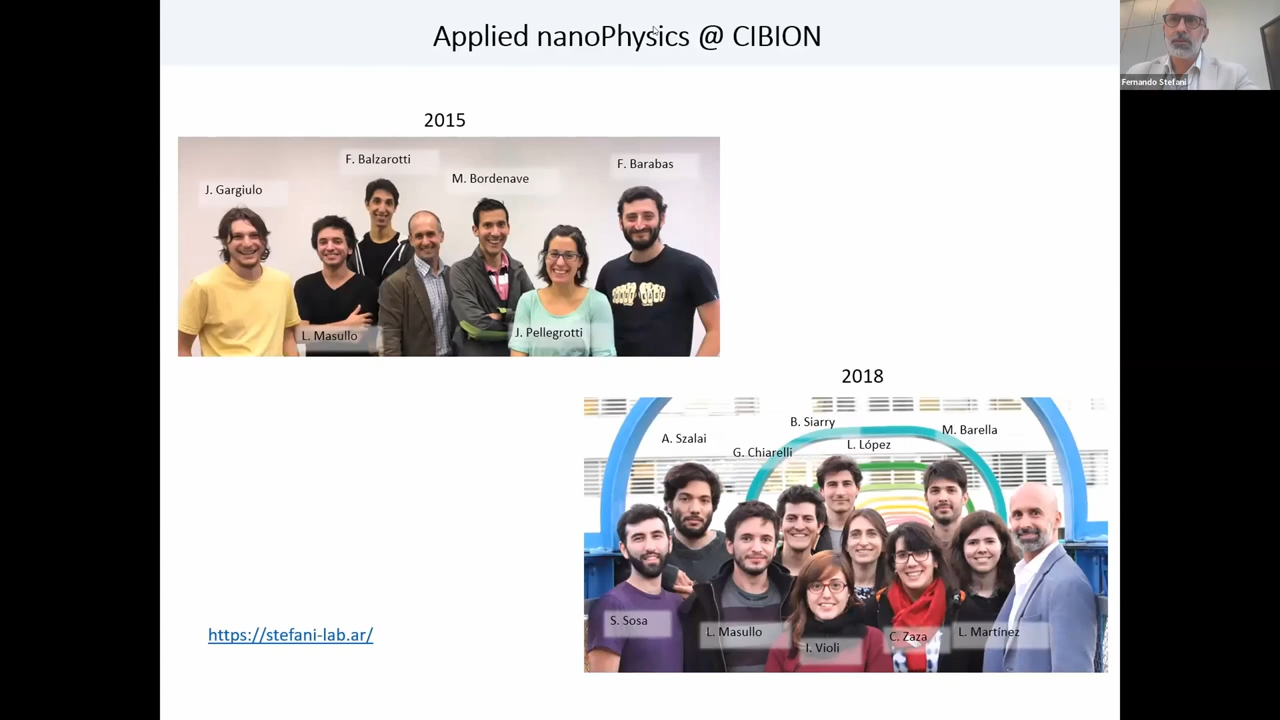 Applied nanoPhysics @ CIBION
Fernando Stefani
2015
F. Balzarotti
F. Barabas
M. Bordenave
J. Gargiulo
L. Masullo
J. Pellegrotti
2018
B. Siarry
M. Barella
A. Szalai
L. López
G. Chiarelli
S. Sosa
L. Masullo
C. Zaza
L. Martínez
I. Violi
https://stefani-lab.ar/